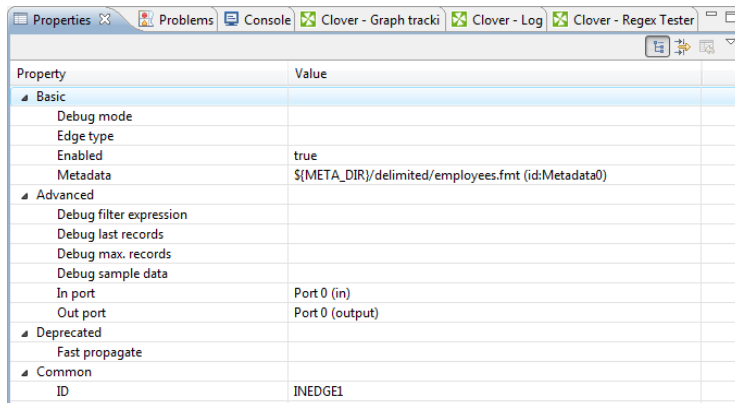 Properties Problems Console Clover - Graph tracki Clover - Log Clover - Regex Tester
Property Value
Basic
Debug mode
Edge type
Enabled true
Metadata ${META_DIR}/delimited/employees.fmt (id:Metadata0)
Advanced
Debug filter expression
Debug last records
Debug max. records
Debug sample data
In port Port 0 (in)
Out port Port 0 (output)
Deprecated
Fast propagate
Common
ID INEDGE1